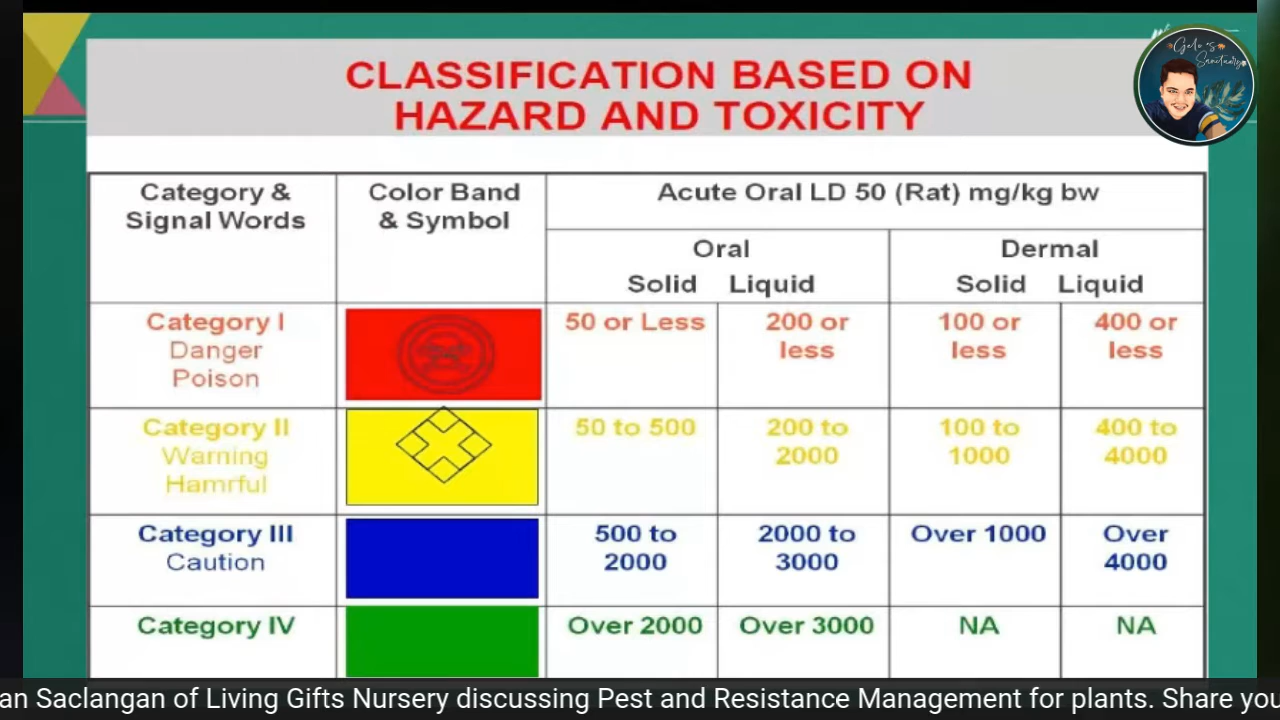 Gelo's
Sanctuary
CLASSIFICATION BASED ON
HAZARD AND TOXICITY
Category &
Signal Words
Color Band
& Symbol
Acute Oral LD 50 (Rat) mg/kg bw
Oral
Dermal
Solid Liquid
Solid Liquid
Category I
Danger
Poison
50 or Less
200 or
less
100 or
less
400 or
less
Category II
Warning
Hamrful
50 to 500
200 to
2000
100 to
1000
400 to
4000
Category III
Caution
500 to
2000
2000 to
3000
Over 1000
Over
4000
Category IV
Over 2000
Over 3000
NA
NA
an Saclangan of Living Gifts Nursery discussing Pest and Resistance Management for plants. Share you